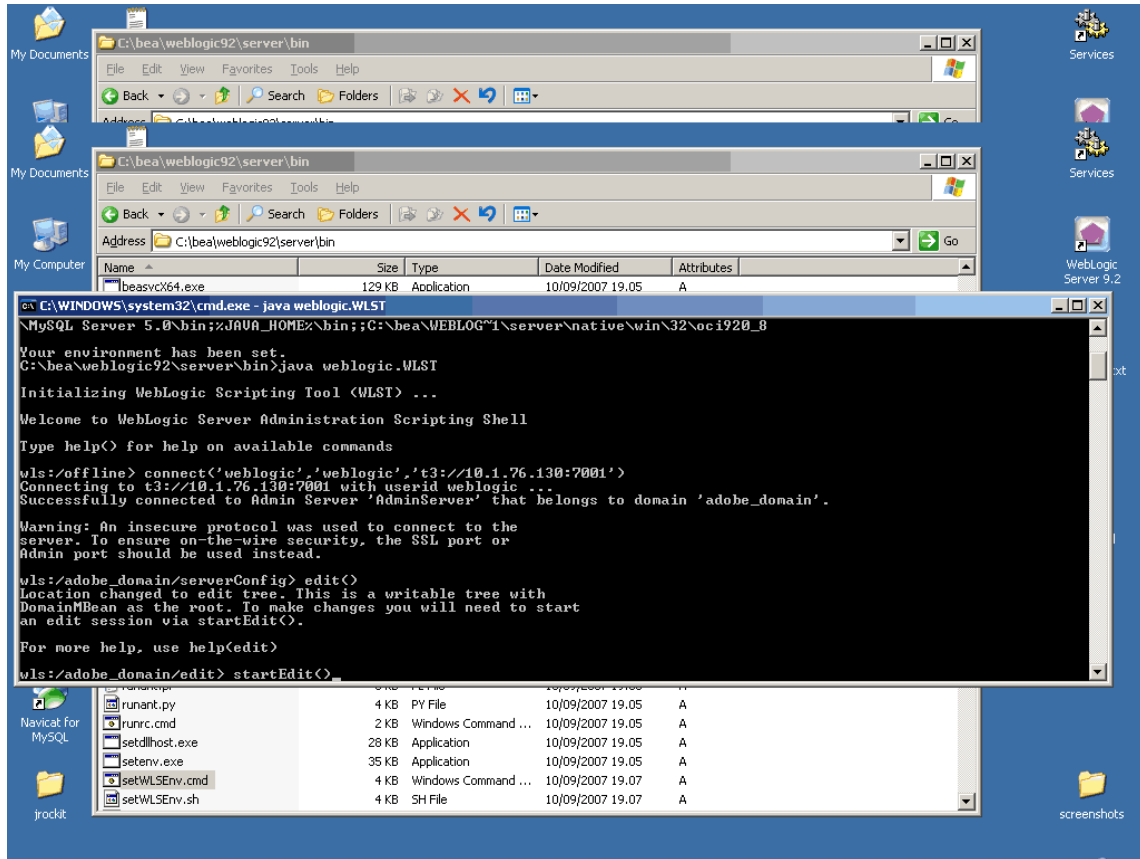 My Documents
C:\bea\weblogic92\server\bin
Services
File Edit View Favorites Tools Help
Back Search Folders
Address C:\bea\weblogic92\server\bin Go
My Documents
C:\bea\weblogic92\server\bin
Services
File Edit View Favorites Tools Help
Back Search Folders
Address C:\bea\weblogic92\server\bin Go
My Computer
Name Size Type Date Modified Attributes
WebLogic
Server 9.2
beasvcX64.exe 129 KB Application 10/09/2007 19.05 A
C:\WINDOWS\system32\cmd.exe - java weblogic.WLST
\MySQL Server 5.0\bin;%JAVA_HOME%\bin;;C:\bea\WEBLOG~1\server\native\win\32\oci920_8
Your environment has been set.
C:\bea\weblogic92\server\bin>java weblogic.WLST
xt
Initializing WebLogic Scripting Tool (WLST) ...
Welcome to WebLogic Server Administration Scripting Shell
Type help() for help on available commands
wls:/offline> connect('weblogic','weblogic','t3://10.1.76.130:7001')
Connecting to t3://10.1.76.130:7001 with userid weblogic ...
Successfully connected to Admin Server 'AdminServer' that belongs to domain 'adobe_domain'.
Warning: An insecure protocol was used to connect to the
server. To ensure on-the-wire security, the SSL port or
Admin port should be used instead.
wls:/adobe_domain/serverConfig> edit()
Location changed to edit tree. This is a writable tree with
DomainMBean as the root. To make changes you will need to start
an edit session via startEdit().
For more help, use help(edit)
wls:/adobe_domain/edit> startEdit()_
Navicat for
MySQL
runant.py 4 KB PY File 10/09/2007 19.05 A
runrc.cmd 2 KB Windows Command ... 10/09/2007 19.05 A
setdllhost.exe 28 KB Application 10/09/2007 19.05 A
setenv.exe 35 KB Application 10/09/2007 19.05 A
setWLSEnv.cmd 4 KB Windows Command ... 10/09/2007 19.07 A
setWLSEnv.sh 4 KB SH File 10/09/2007 19.07 A
jrockit
screenshots